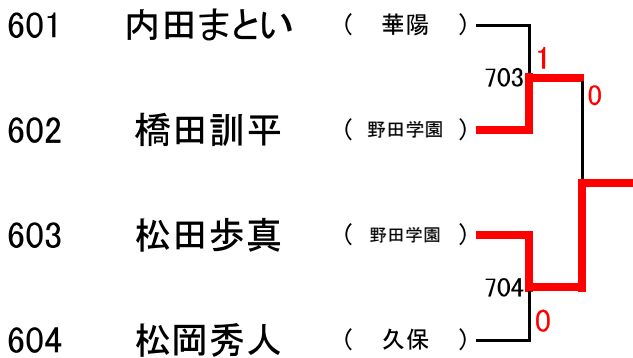 601 内田まとい ( 華陽 )
1
703
0
602 橋田訓平 ( 野田学園 )
603 松田歩真 ( 野田学園 )
704
0
604 松岡秀人 ( 久保 )